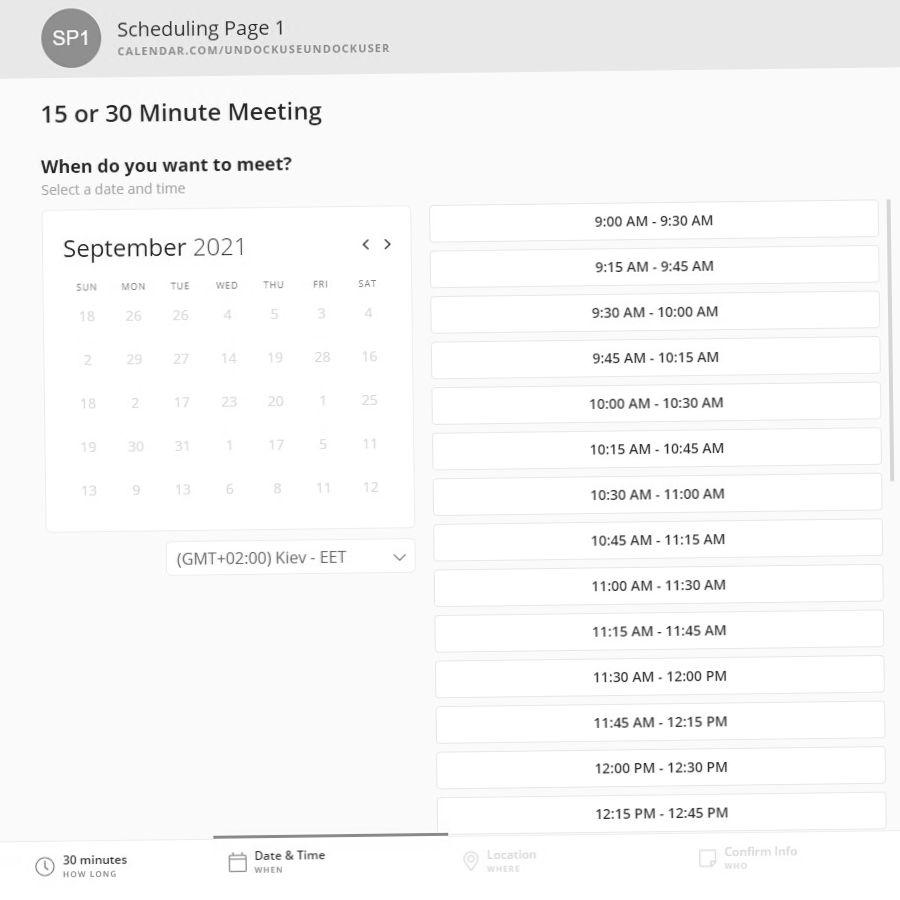 SP1
Scheduling Page 1
CALENDAR.COM/UNDOCKUSEUNDOCKUSER
15 or 30 Minute Meeting
When do you want to meet?
Select a date and time
September 2021
SUN MON TUE WED THU FRI SAT
18 26 26 4 5 3 4
2 29 27 14 19 28 16
18 2 17 23 20 1 25
19 30 31 1 17 5 11
13 9 13 6 8 11 12
(GMT+02:00) Kiev - EET
9:00 AM - 9:30 AM
9:15 AM - 9:45 AM
9:30 AM - 10:00 AM
9:45 AM - 10:15 AM
10:00 AM - 10:30 AM
10:15 AM - 10:45 AM
10:30 AM - 11:00 AM
10:45 AM - 11:15 AM
11:00 AM - 11:30 AM
11:15 AM - 11:45 AM
11:30 AM - 12:00 PM
11:45 AM - 12:15 PM
12:00 PM - 12:30 PM
12:15 PM - 12:45 PM
30 minutes
HOW LONG
Date & Time
WHEN
Location
WHERE
Confirm Info
WHO